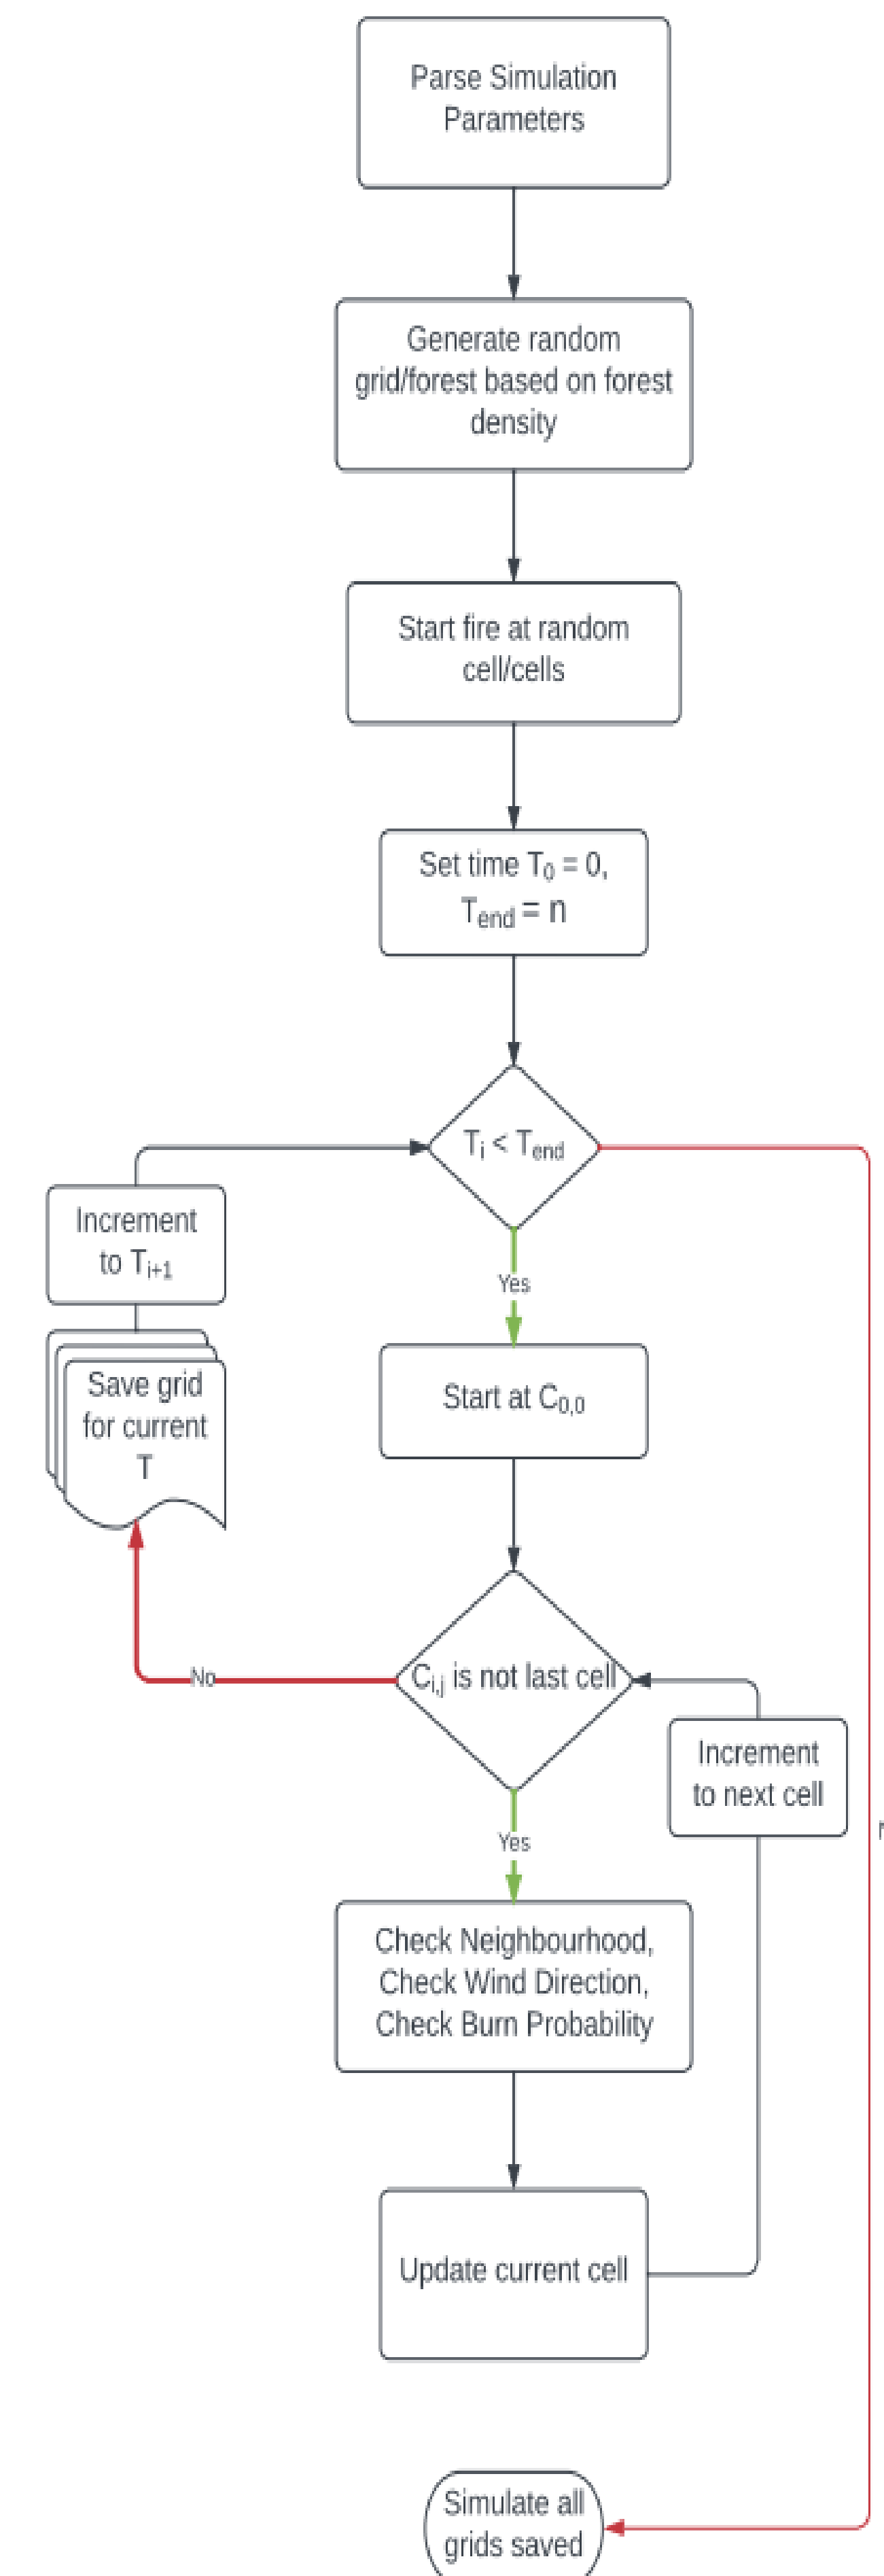 Parse Simulation
Parameters
Generate random
grid/forest based on forest
density
Start fire at random
cell/cells
Set time T₀ = 0,
Tₑₙd = n
Tᵢ < Tₑₙd
Increment
to Tᵢ₊₁
Yes
Save grid
for current
T
Start at C₀,₀
Cᵢ,ⱼ is not last cell
No
Increment
to next cell
Yes
Check Neighbourhood,
Check Wind Direction,
Check Burn Probability
Update current cell
Simulate all
grids saved